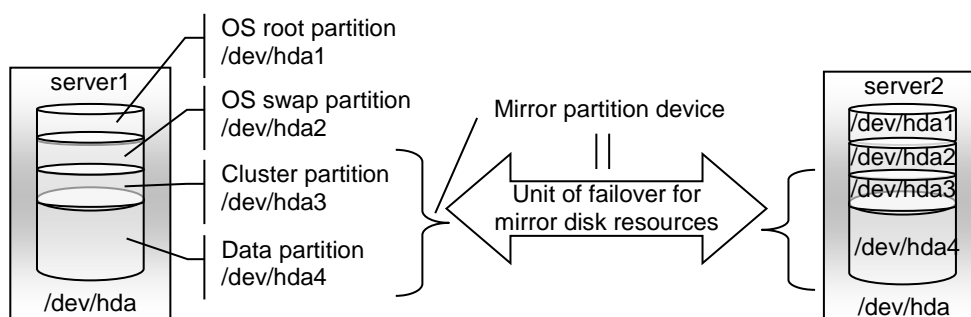 OS root partition
/dev/hda1
server1
OS swap partition
/dev/hda2
Cluster partition
/dev/hda3
Data partition
/dev/hda4
/dev/hda
Mirror partition device
Unit of failover for
mirror disk resources
server2
/dev/hda1
/dev/hda2
/dev/hda3
/dev/hda4
/dev/hda